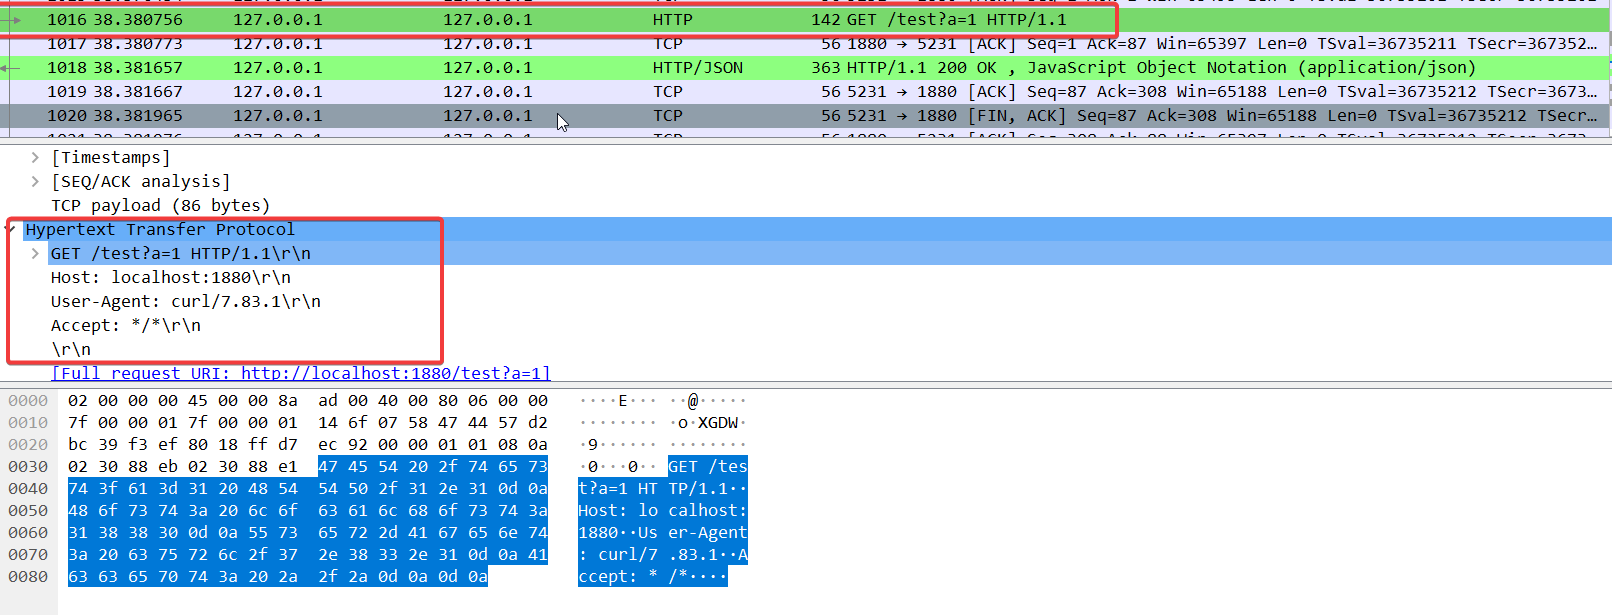 1016 38.380756 127.0.0.1 127.0.0.1 HTTP 142 GET /test?a=1 HTTP/1.1
1017 38.380773 127.0.0.1 127.0.0.1 TCP 56 1880 → 5231 [ACK] Seq=1 Ack=87 Win=65397 Len=0 TSval=36735211 TSecr=367352…
1018 38.381657 127.0.0.1 127.0.0.1 HTTP/JSON 363 HTTP/1.1 200 OK , JavaScript Object Notation (application/json)
1019 38.381667 127.0.0.1 127.0.0.1 TCP 56 5231 → 1880 [ACK] Seq=87 Ack=308 Win=65188 Len=0 TSval=36735212 TSecr=3673…
1020 38.381965 127.0.0.1 127.0.0.1 TCP 56 5231 → 1880 [FIN, ACK] Seq=87 Ack=308 Win=65188 Len=0 TSval=36735212 TSecr…
[Timestamps]
[SEQ/ACK analysis]
TCP payload (86 bytes)
Hypertext Transfer Protocol
GET /test?a=1 HTTP/1.1\r\n
Host: localhost:1880\r\n
User-Agent: curl/7.83.1\r\n
Accept: */*\r\n
\r\n
[Full request URI: http://localhost:1880/test?a=1]
0000 02 00 00 00 45 00 00 8a ad 00 40 00 80 06 00 00 ····E··· ··@·····
0010 7f 00 00 01 7f 00 00 01 14 6f 07 58 47 44 57 d2 ········ ·o·XGDW·
0020 bc 39 f3 ef 80 18 ff d7 ec 92 00 00 01 01 08 0a ·9······ ········
0030 02 30 88 eb 02 30 88 e1 47 45 54 20 2f 74 65 73 ·0···0·· GET /tes
0040 74 3f 61 3d 31 20 48 54 54 50 2f 31 2e 31 0d 0a t?a=1 HT TP/1.1··
0050 48 6f 73 74 3a 20 6c 6f 63 61 6c 68 6f 73 74 3a Host: lo calhost:
0060 31 38 38 30 0d 0a 55 73 65 72 2d 41 67 65 6e 74 1880··Us er-Agent
0070 3a 20 63 75 72 6c 2f 37 2e 38 33 2e 31 0d 0a 41 : curl/7 .83.1··A
0080 63 63 65 70 74 3a 20 2a 2f 2a 0d 0a 0d 0a ccept: * /*····